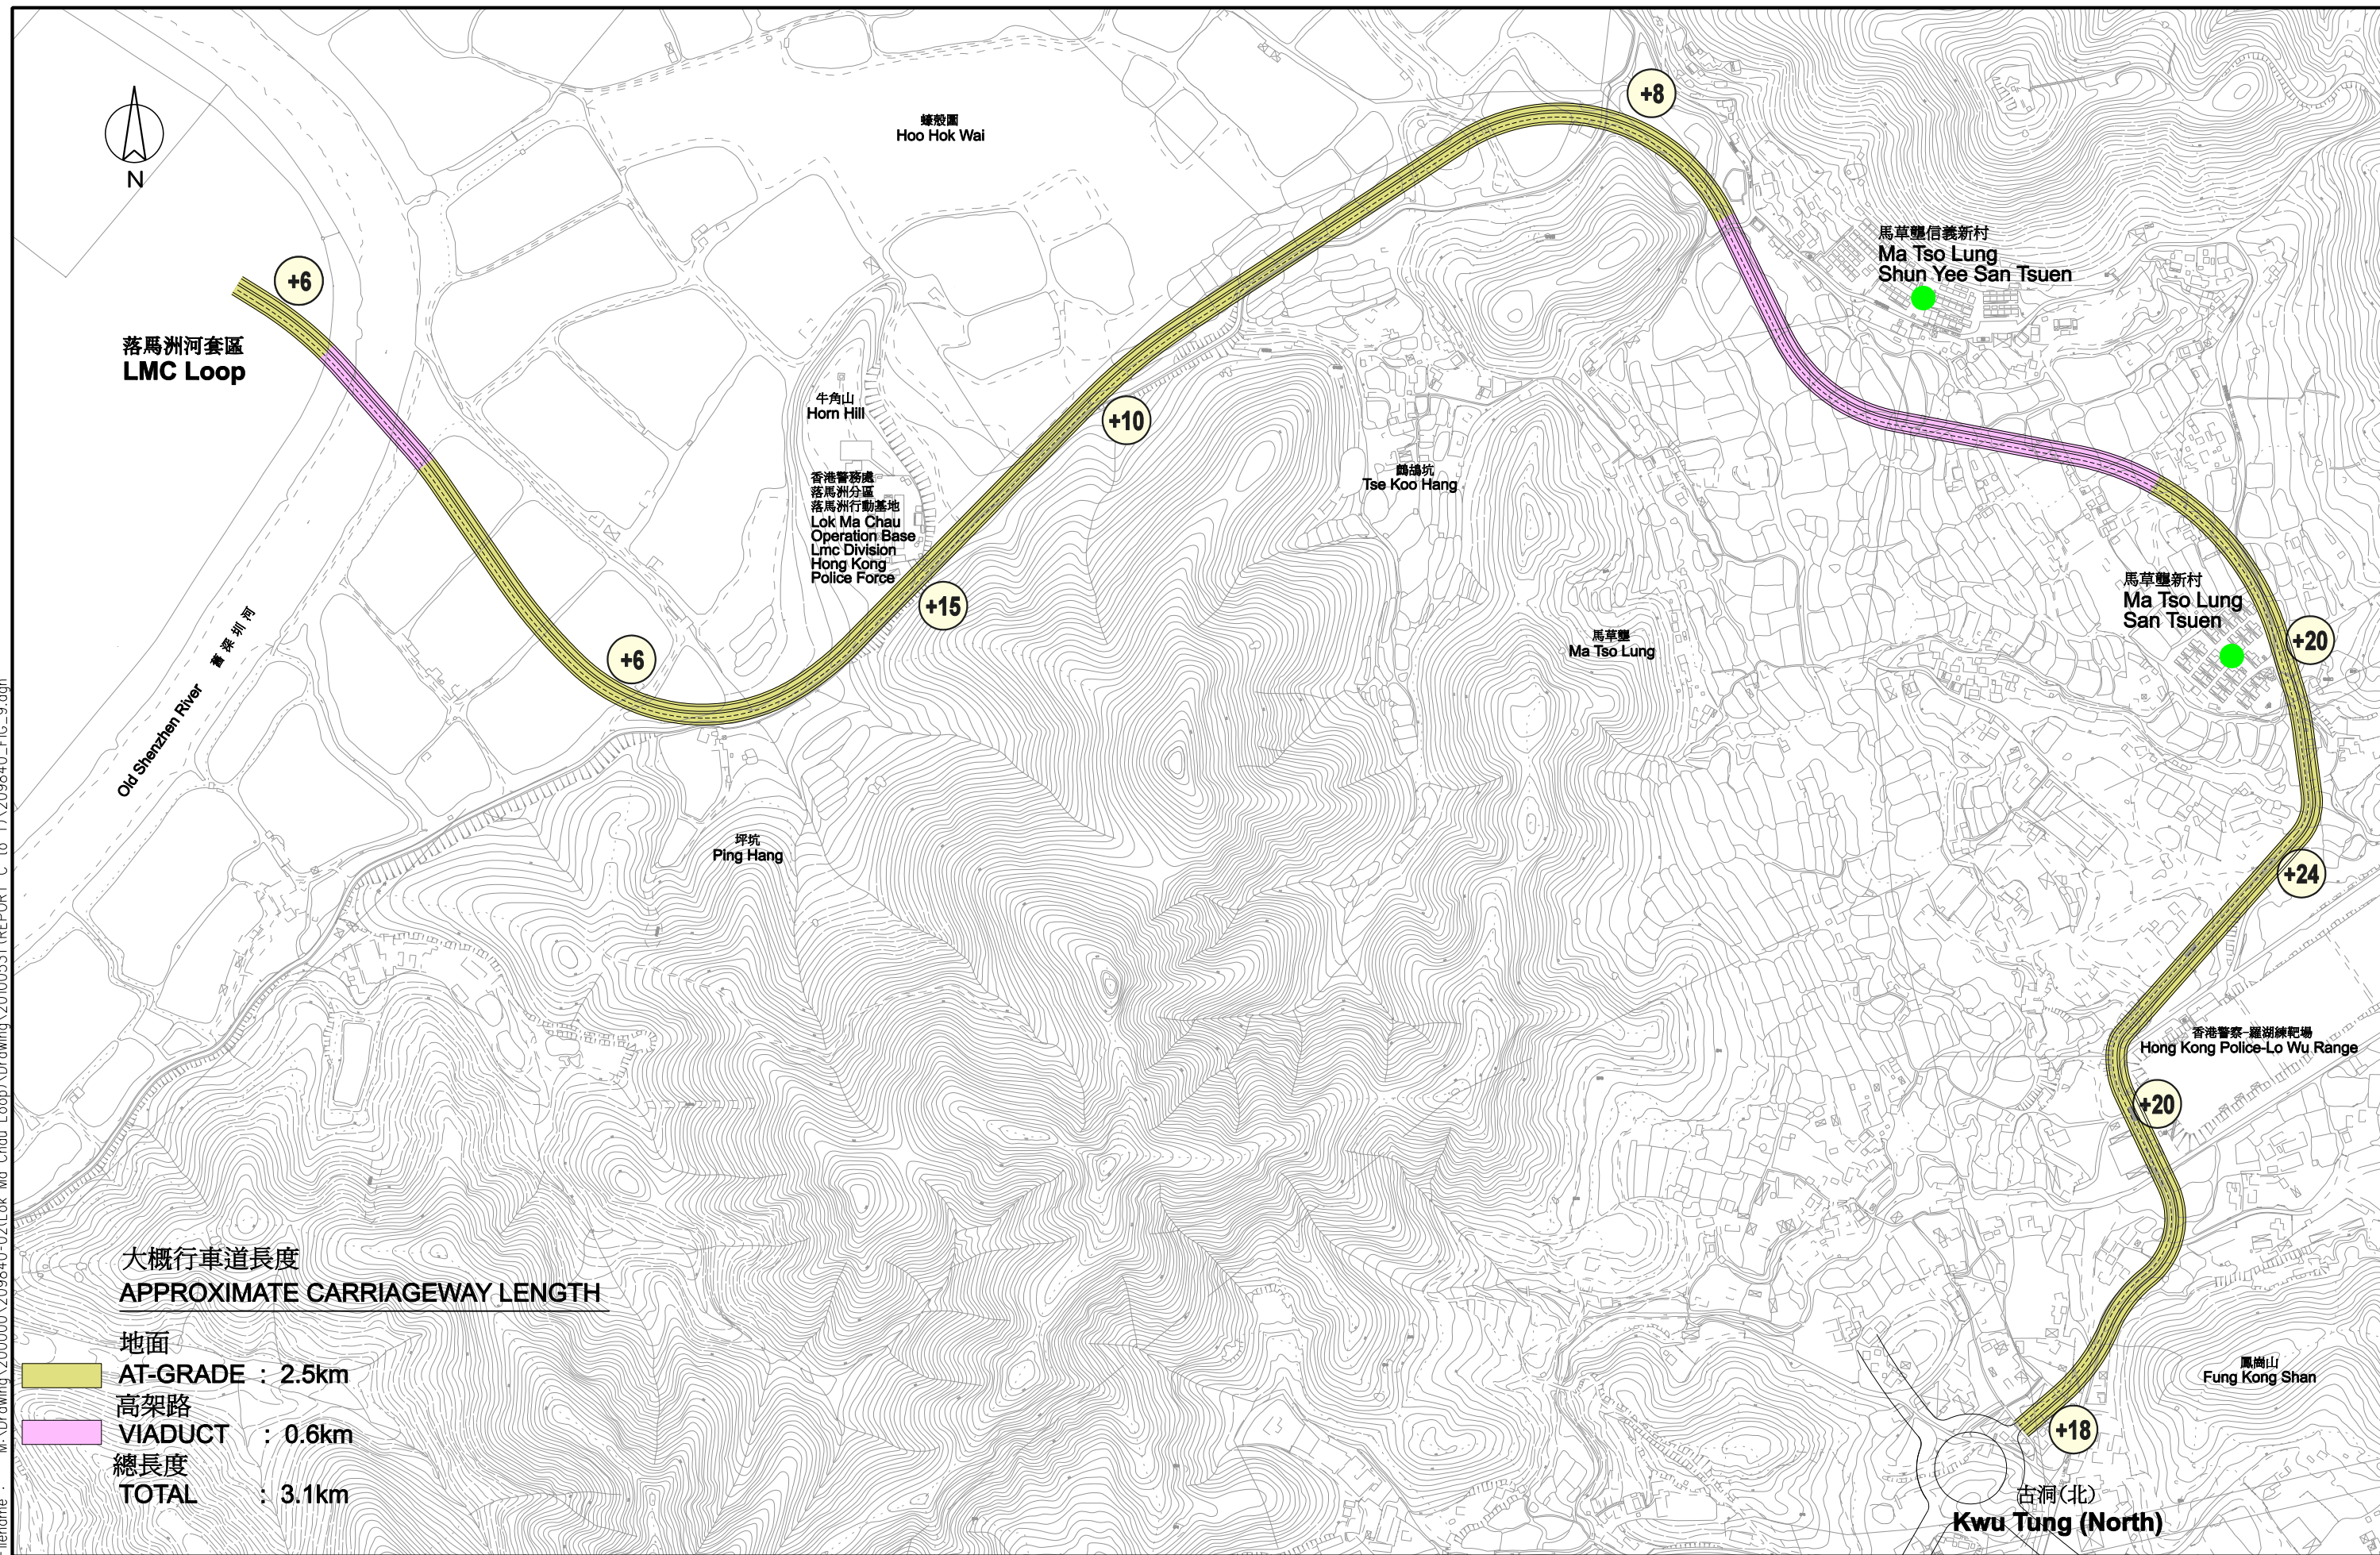 N
+6
落馬洲河套區
LMC Loop
舊深圳河
Old Shenzhen River
+6
蠔殼圍
Hoo Hok Wai
牛角山
Horn Hill
香港警務處
落馬洲分區
落馬洲行動基地
Lok Ma Chau
Operation Base
Lmc Division
Hong Kong
Police Force
+15
+10
坪坑
Ping Hang
鷓鴣坑
Tse Koo Hang
+8
馬草壟信義新村
Ma Tso Lung
Shun Yee San Tsuen
馬草壟
Ma Tso Lung
馬草壟新村
Ma Tso Lung
San Tsuen
+20
+24
香港警察-羅湖練靶場
Hong Kong Police-Lo Wu Range
+20
鳳崗山
Fung Kong Shan
+18
古洞(北)
Kwu Tung (North)
大概行車道長度
APPROXIMATE CARRIAGEWAY LENGTH
地面
AT-GRADE : 2.5km
高架路
VIADUCT : 0.6km
總長度
TOTAL : 3.1km